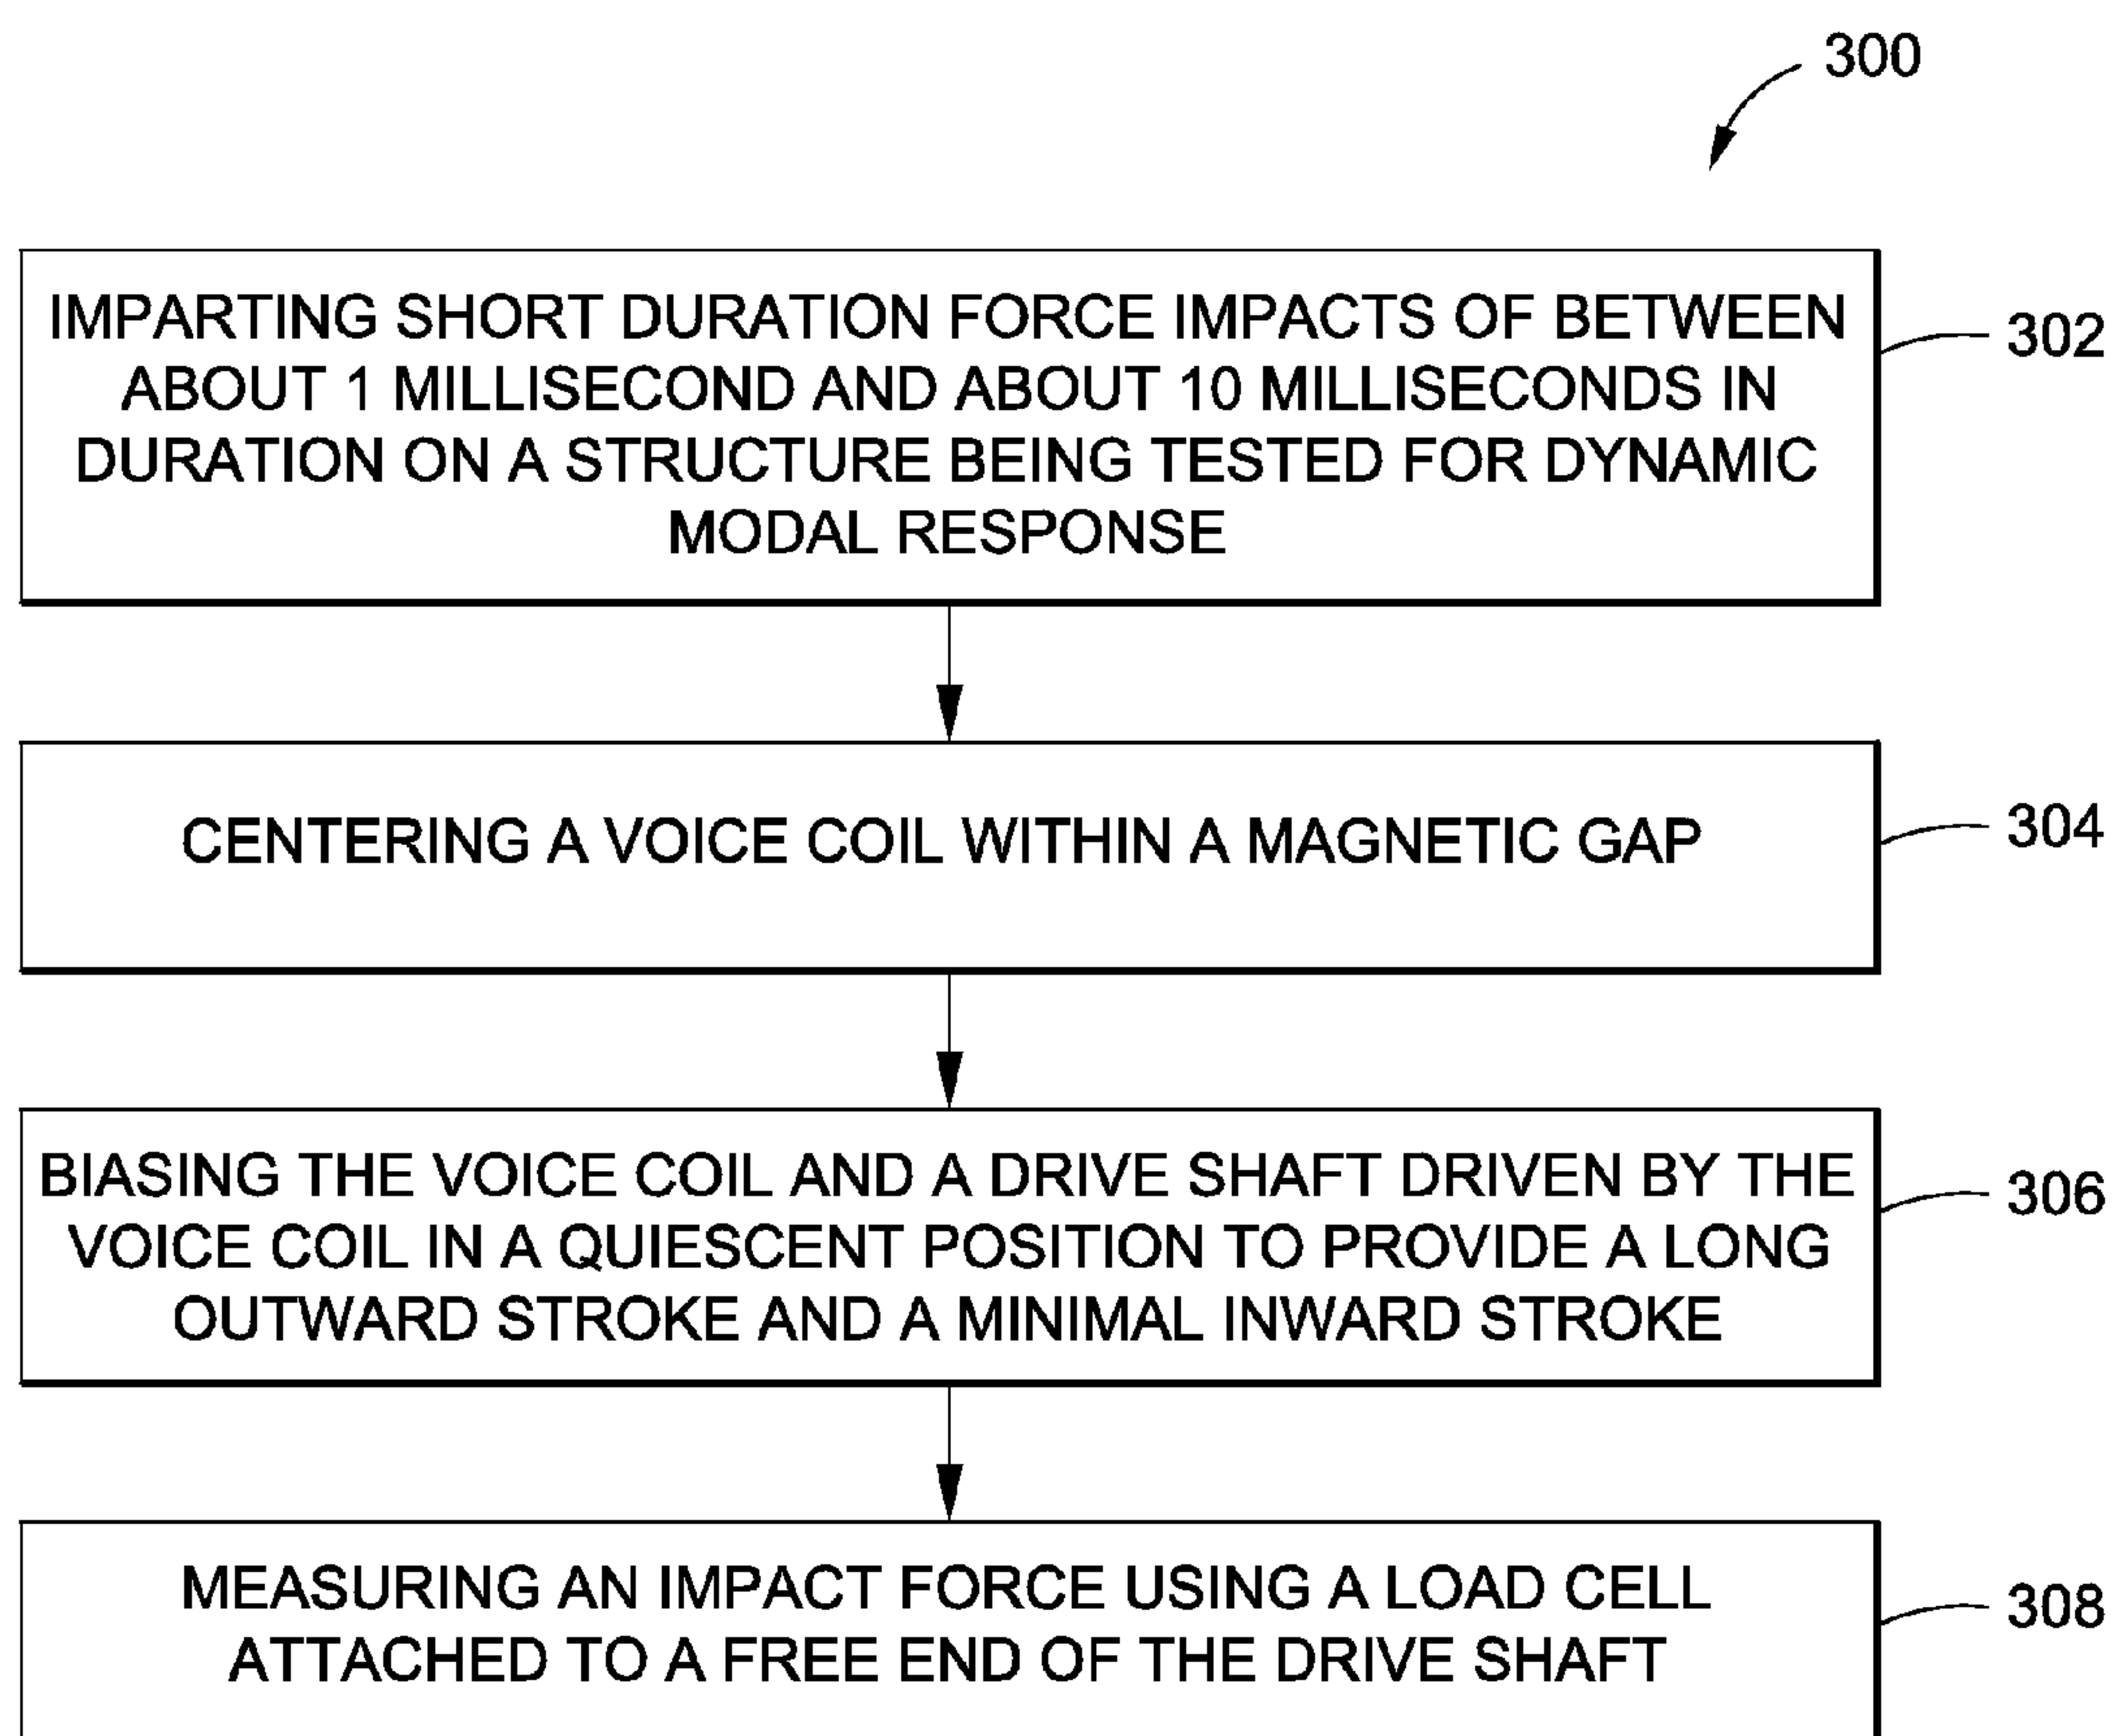 300
IMPARTING SHORT DURATION FORCE IMPACTS OF BETWEEN
ABOUT 1 MILLISECOND AND ABOUT 10 MILLISECONDS IN
DURATION ON A STRUCTURE BEING TESTED FOR DYNAMIC
MODAL RESPONSE
302
CENTERING A VOICE COIL WITHIN A MAGNETIC GAP
304
BIASING THE VOICE COIL AND A DRIVE SHAFT DRIVEN BY THE
VOICE COIL IN A QUIESCENT POSITION TO PROVIDE A LONG
OUTWARD STROKE AND A MINIMAL INWARD STROKE
306
MEASURING AN IMPACT FORCE USING A LOAD CELL
ATTACHED TO A FREE END OF THE DRIVE SHAFT
308